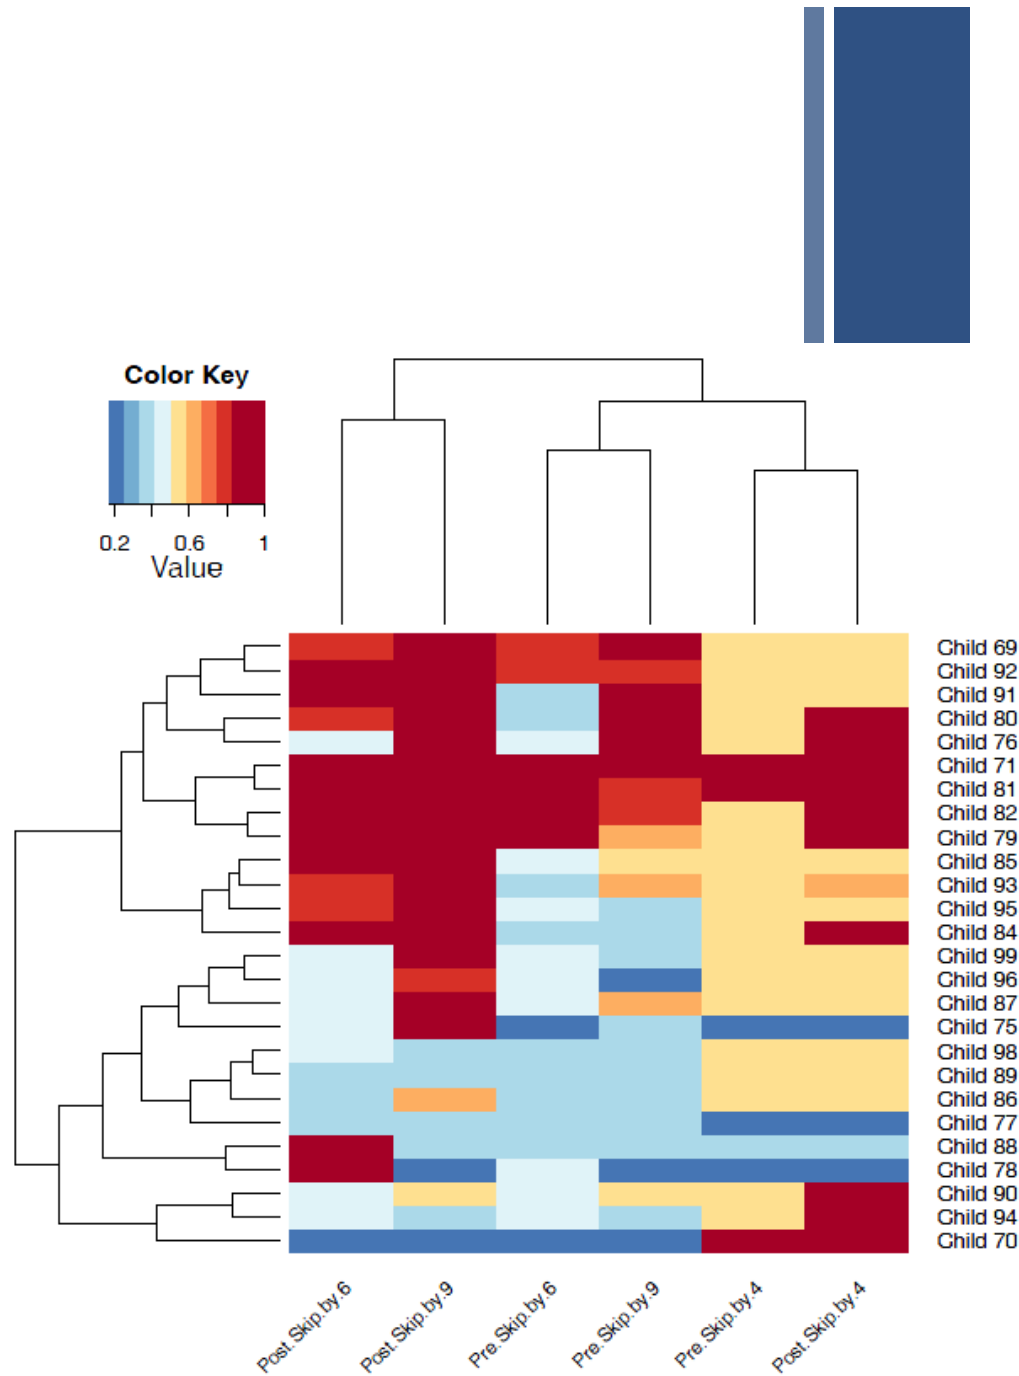 Color Key
0.2 0.6 1
Value
Child 69
Child 92
Child 91
Child 80
Child 76
Child 71
Child 81
Child 82
Child 79
Child 85
Child 93
Child 95
Child 84
Child 99
Child 96
Child 87
Child 75
Child 98
Child 89
Child 86
Child 77
Child 88
Child 78
Child 90
Child 94
Child 70
Post.Skip.by.6
Post.Skip.by.9
Pre.Skip.by.6
Pre.Skip.by.9
Pre.Skip.by.4
Post.Skip.by.4